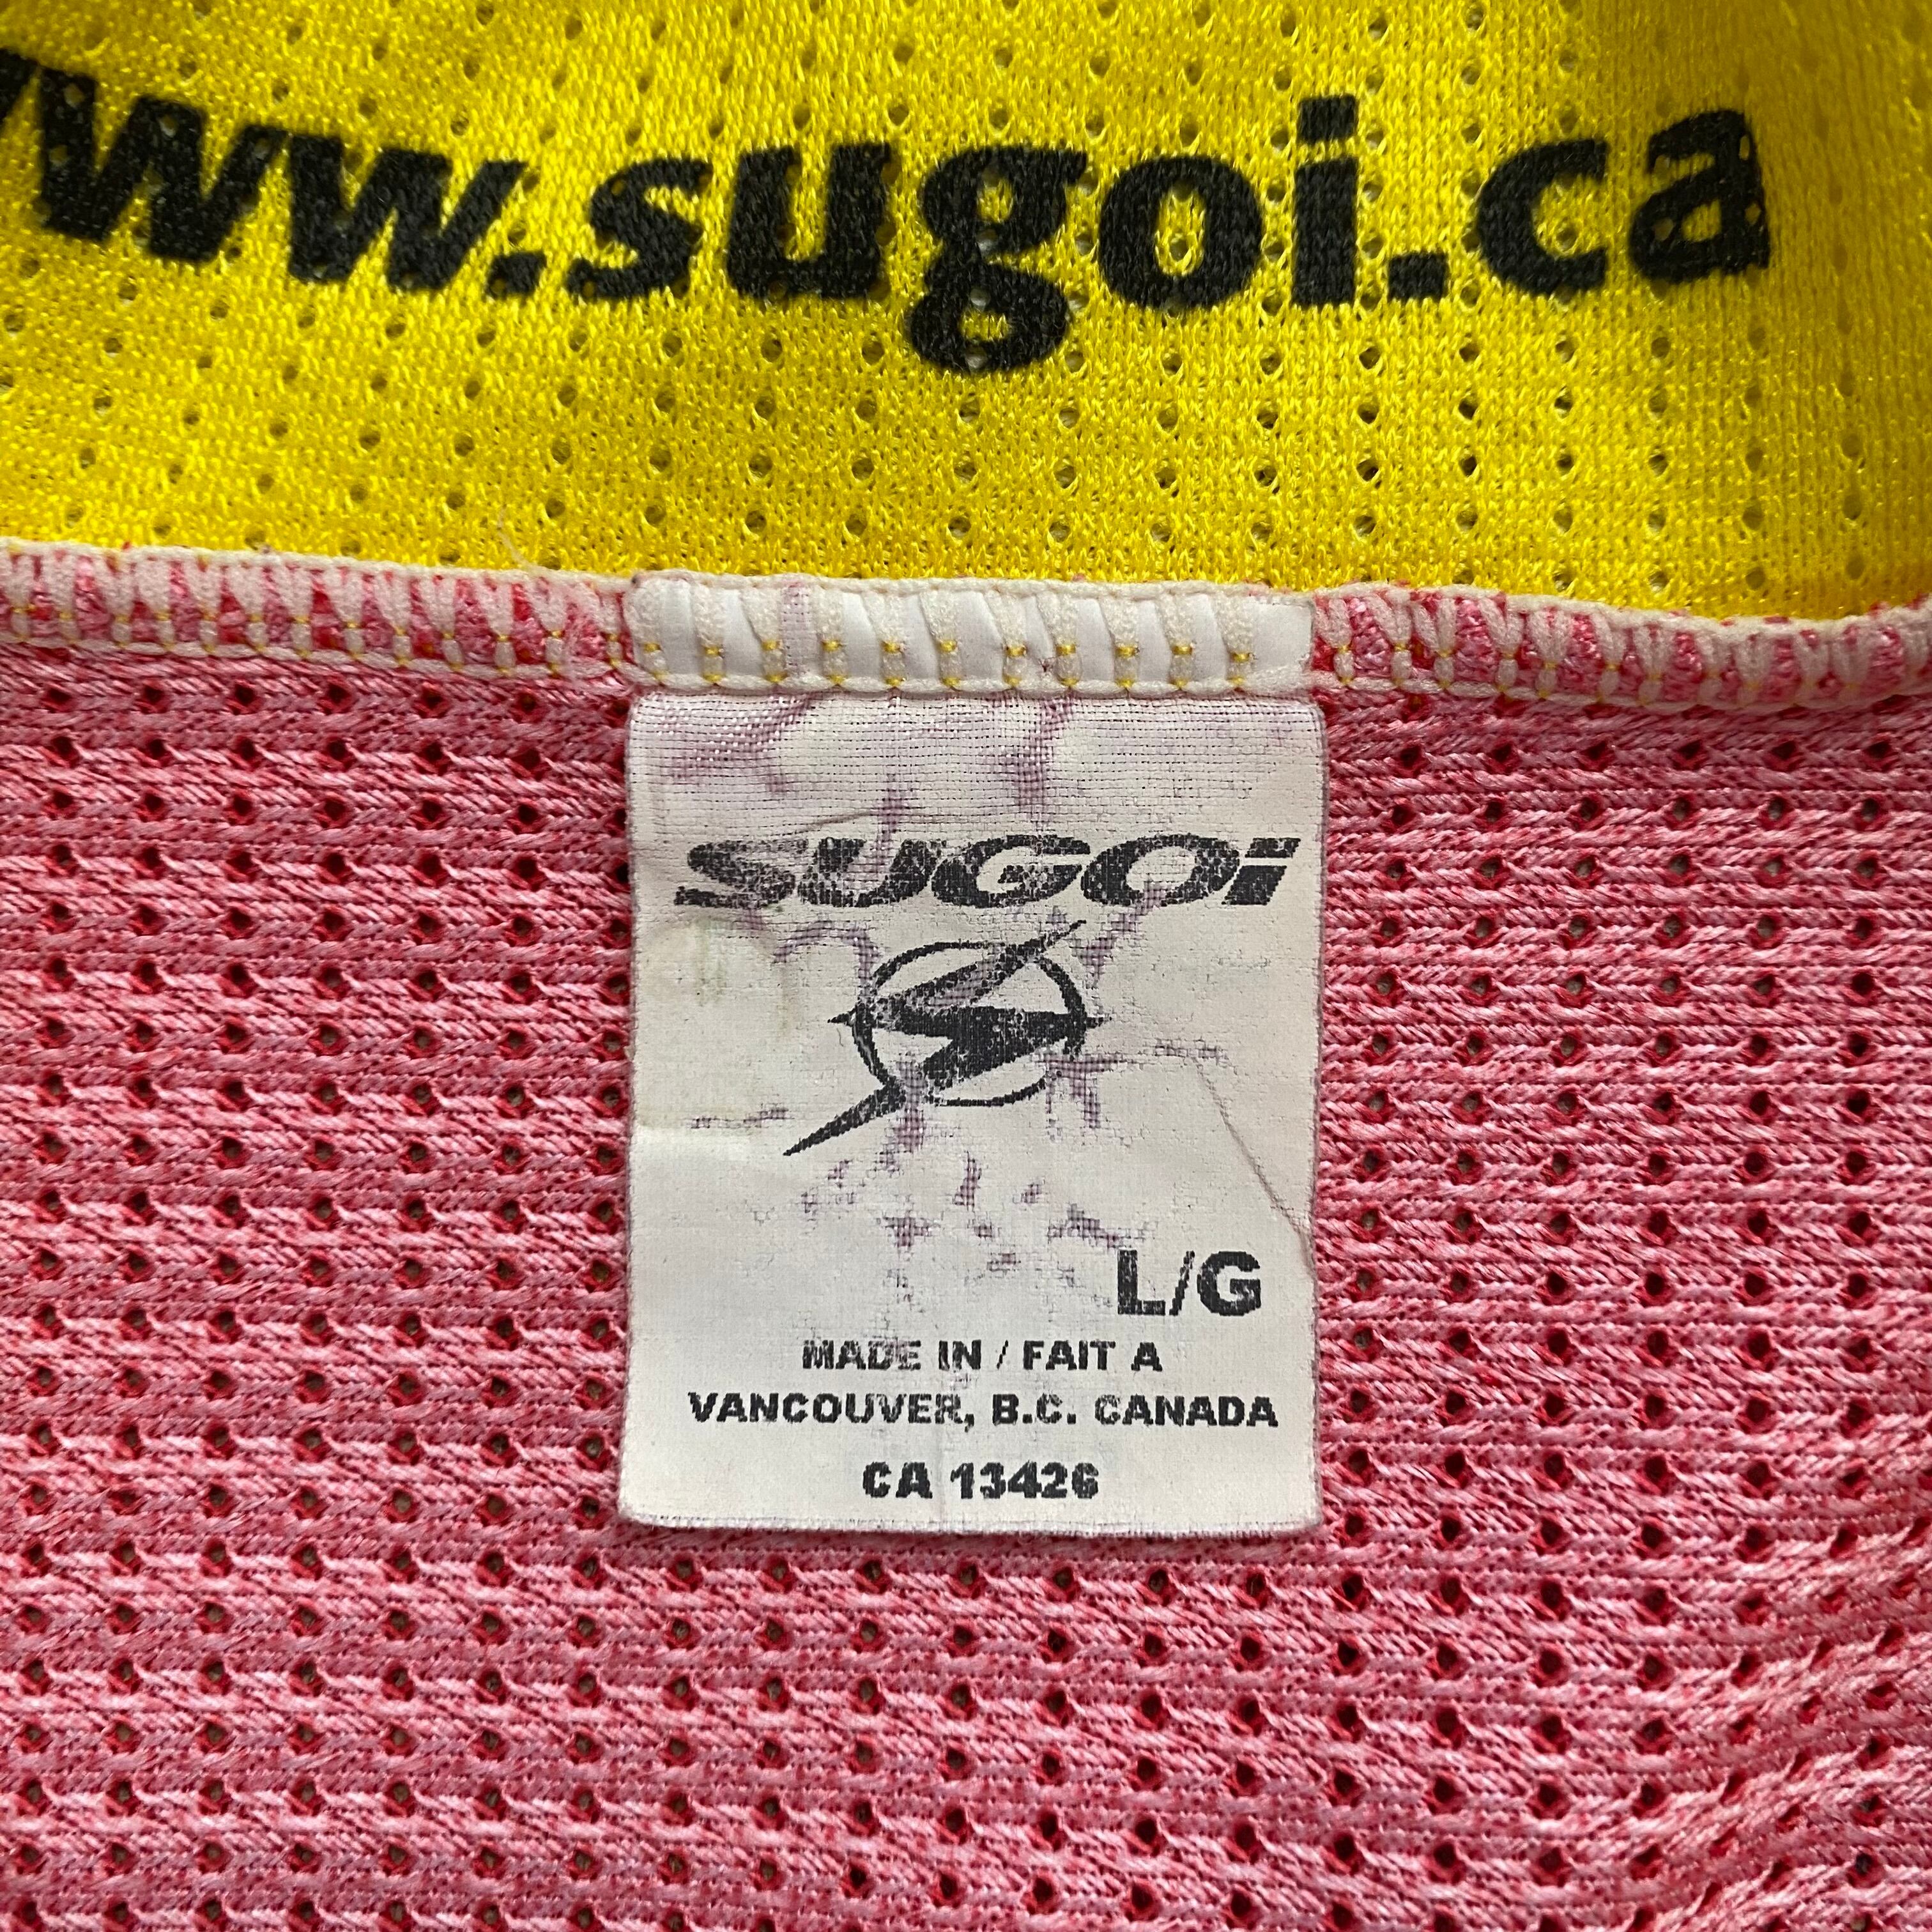 www.sugoi.ca
SUGOi
L/G
MADE IN / FAIT A
VANCOUVER, B.C. CANADA
CA 13426